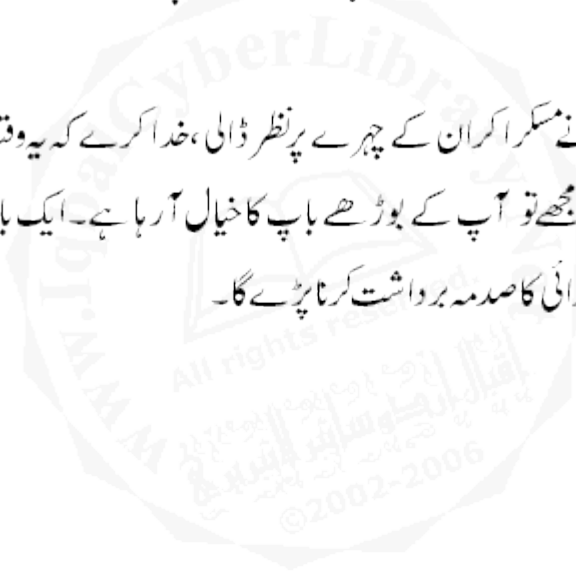 نے مسکرا کر ان کے چہرے پر نظر ڈالی، خدا کرے کہ یہ وقت
مجھے تو آپ کے بوڑھے باپ کا خیال آ رہا ہے۔ ایک با
ائی کا صدمہ برداشت کرنا پڑے گا۔
www.IqbalCyberLibrary
All rights reserved.
©2002-2006